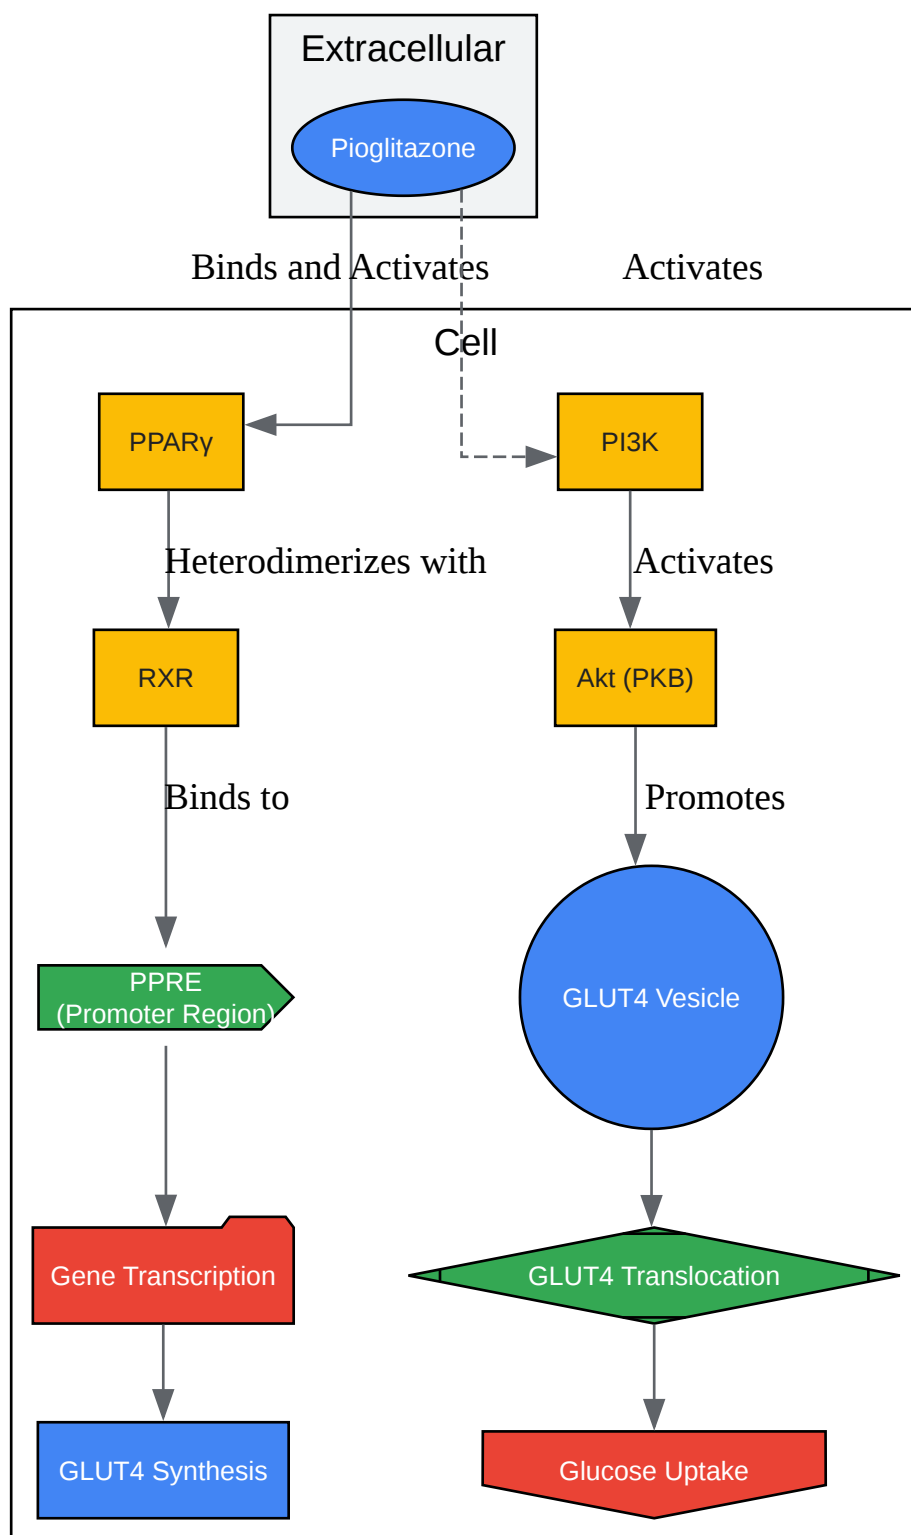 Extracellular
Pioglitazone
Binds and Activates
Activates
Cell
PPARγ
PI3K
Heterodimerizes with
Activates
RXR
Akt (PKB)
Binds to
Promotes
PPRE
(Promoter Region)
GLUT4 Vesicle
Gene Transcription
GLUT4 Translocation
GLUT4 Synthesis
Glucose Uptake